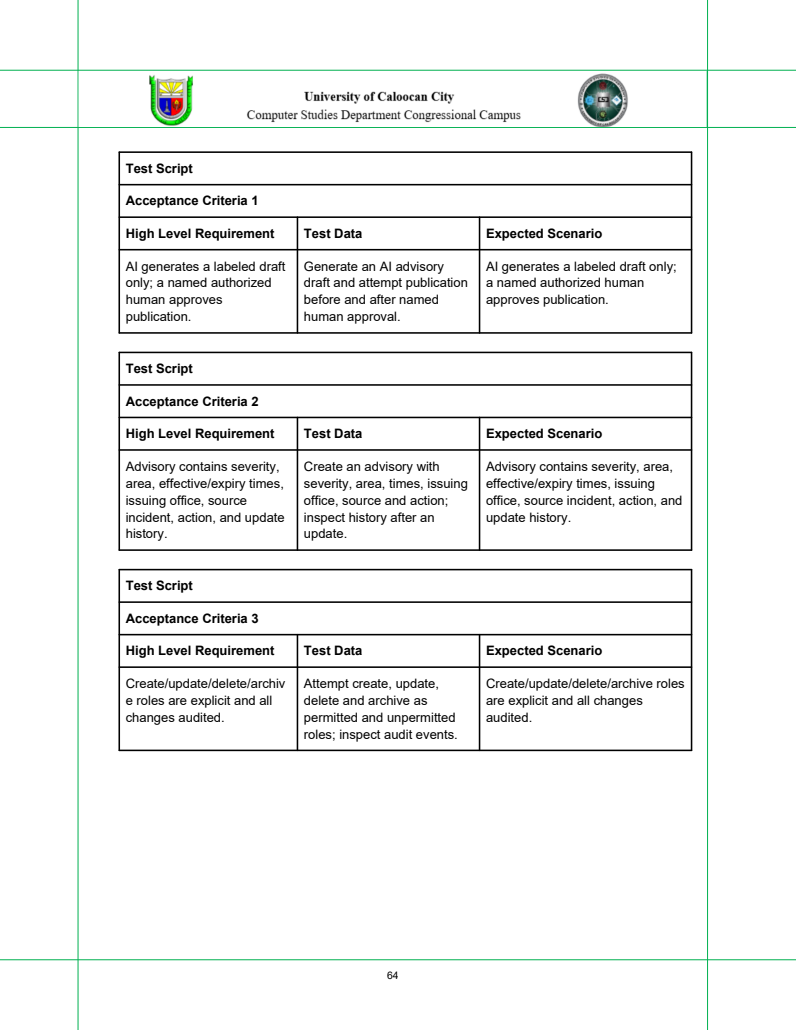 University of Caloocan City
Computer Studies Department Congressional Campus
Test Script
Acceptance Criteria 1
High Level Requirement Test Data Expected Scenario
AI generates a labeled draft
only; a named authorized
human approves
publication.
Generate an AI advisory
draft and attempt publication
before and after named
human approval.
AI generates a labeled draft only;
a named authorized human
approves publication.
Test Script
Acceptance Criteria 2
High Level Requirement Test Data Expected Scenario
Advisory contains severity,
area, effective/expiry times,
issuing office, source
incident, action, and update
history.
Create an advisory with
severity, area, times, issuing
office, source and action;
inspect history after an
update.
Advisory contains severity, area,
effective/expiry times, issuing
office, source incident, action, and
update history.
Test Script
Acceptance Criteria 3
High Level Requirement Test Data Expected Scenario
Create/update/delete/archiv
e roles are explicit and all
changes audited.
Attempt create, update,
delete and archive as
permitted and unpermitted
roles; inspect audit events.
Create/update/delete/archive roles
are explicit and all changes
audited.
64